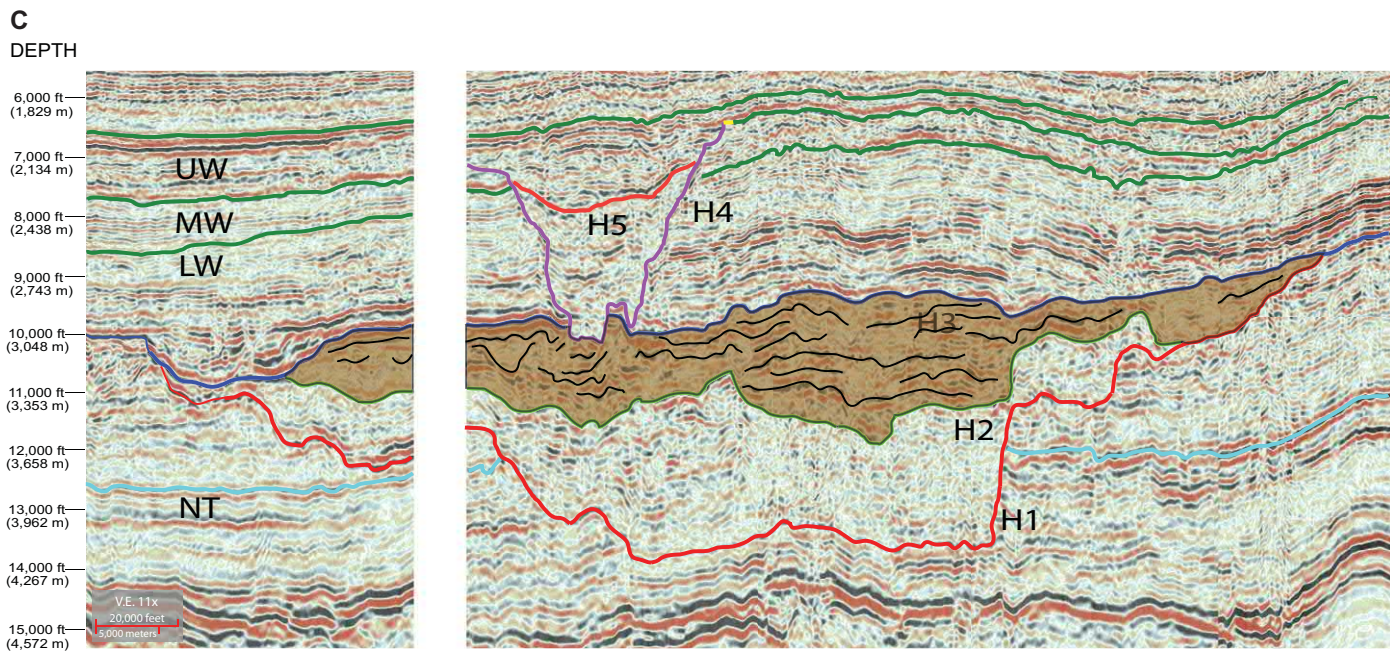 C
DEPTH
6,000 ft
(1,829 m)
7,000 ft
(2,134 m)
8,000 ft
(2,438 m)
9,000 ft
(2,743 m)
10,000 ft
(3,048 m)
11,000 ft
(3,353 m)
12,000 ft
(3,658 m)
13,000 ft
(3,962 m)
14,000 ft
(4,267 m)
15,000 ft
(4,572 m)
UW
MW
LW
NT
V.E. 11x
20,000 feet
5,000 meters
H5
H4
H3
H2
H1